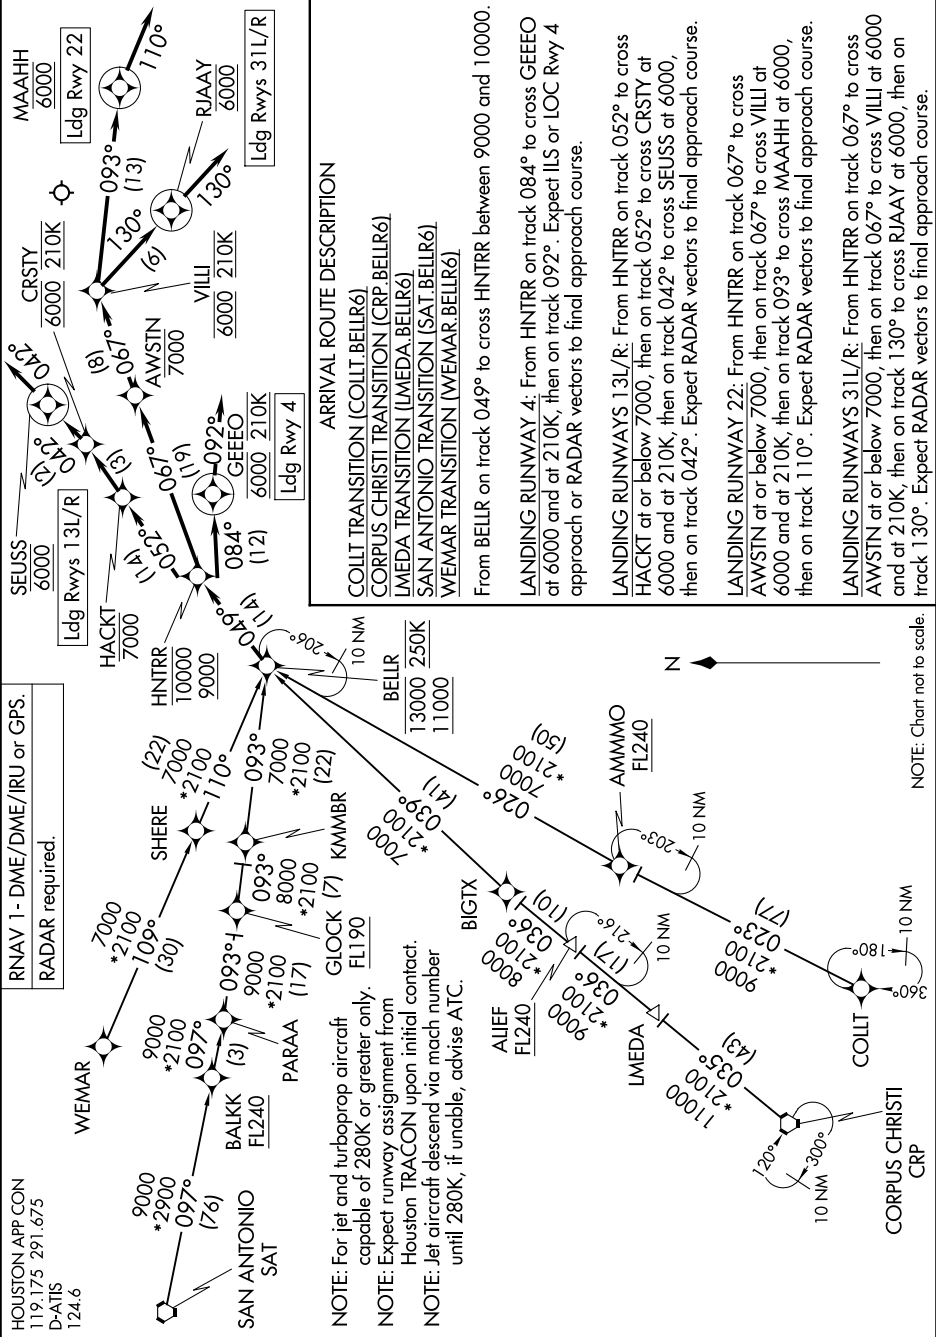 HOUSTON APP CON
119.175 291.675
D-ATIS
124.6
RNAV 1- DME/DME/IRU or GPS.
RADAR required.
SEUSS
6000
Ldg Rwys 13L/R
CRSTY
6000 210K
MAAHH
6000
Ldg Rwy 22
HACKT
7000
HNTRR
10000
9000
042°
042°
(2)
(3)
052°
(14)
067°
(19)
AWSTN
7000
067°
(8)
VILLI
6000 210K
093°
(13)
110°
130°
(6)
130°
RJAAY
6000
Ldg Rwys 31L/R
084°
(12)
092°
GEEEO
6000 210K
Ldg Rwy 4
049°
(14)
206°
10 NM
BELLR
13000 250K
11000
WEMAR
7000
*2100
109°
(30)
SHERE
(22)
7000
*2100
110°
SAN ANTONIO
SAT
9000
*2900
097°
(76)
BALKK
FL240
9000
*2100
097°
(3)
PARAA
093°
9000
*2100
(17)
GLOCK
FL190
093°
8000
*2100
(7)
KMMBR
093°
7000
*2100
(22)
NOTE: For jet and turboprop aircraft
capable of 280K or greater only.
NOTE: Expect runway assignment from
Houston TRACON upon initial contact.
NOTE: Jet aircraft descend via mach number
until 280K, if unable, advise ATC.
BIGTX
7000
*2100
039°
(41)
8000
*2100
036°
(10)
ALIEF
FL240
216°
10 NM
9000
*2100
036°
(17)
LMEDA
11000
*2100
035°
(43)
CORPUS CHRISTI
CRP
120°
300°
10 NM
026°
7000
*2100
(50)
AMMMO
FL240
203°
10 NM
9000
*2100
023°
(77)
COLLT
180°
360°
10 NM
N
NOTE: Chart not to scale.
ARRIVAL ROUTE DESCRIPTION
COLLT TRANSITION (COLLT.BELLR6)
CORPUS CHRISTI TRANSITION (CRP.BELLR6)
LMEDA TRANSITION (LMEDA.BELLR6)
SAN ANTONIO TRANSITION (SAT.BELLR6)
WEMAR TRANSITION (WEMAR.BELLR6)
From BELLR on track 049° to cross HNTRR between 9000 and 10000.
LANDING RUNWAY 4: From HNTRR on track 084° to cross GEEEO
at 6000 and at 210K, then on track 092°. Expect ILS or LOC Rwy 4
approach or RADAR vectors to final approach course.
LANDING RUNWAYS 13L/R: From HNTRR on track 052° to cross
HACKT at or below 7000, then on track 052° to cross CRSTY at
6000 and at 210K, then on track 042° to cross SEUSS at 6000,
then on track 042°. Expect RADAR vectors to final approach course.
LANDING RUNWAY 22: From HNTRR on track 067° to cross
AWSTN at or below 7000, then on track 067° to cross VILLI at
6000 and at 210K, then on track 093° to cross MAAHH at 6000,
then on track 110°. Expect RADAR vectors to final approach course.
LANDING RUNWAYS 31L/R: From HNTRR on track 067° to cross
AWSTN at or below 7000, then on track 067° to cross VILLI at 6000
and at 210K, then on track 130° to cross RJAAY at 6000, then on
track 130°. Expect RADAR vectors to final approach course.